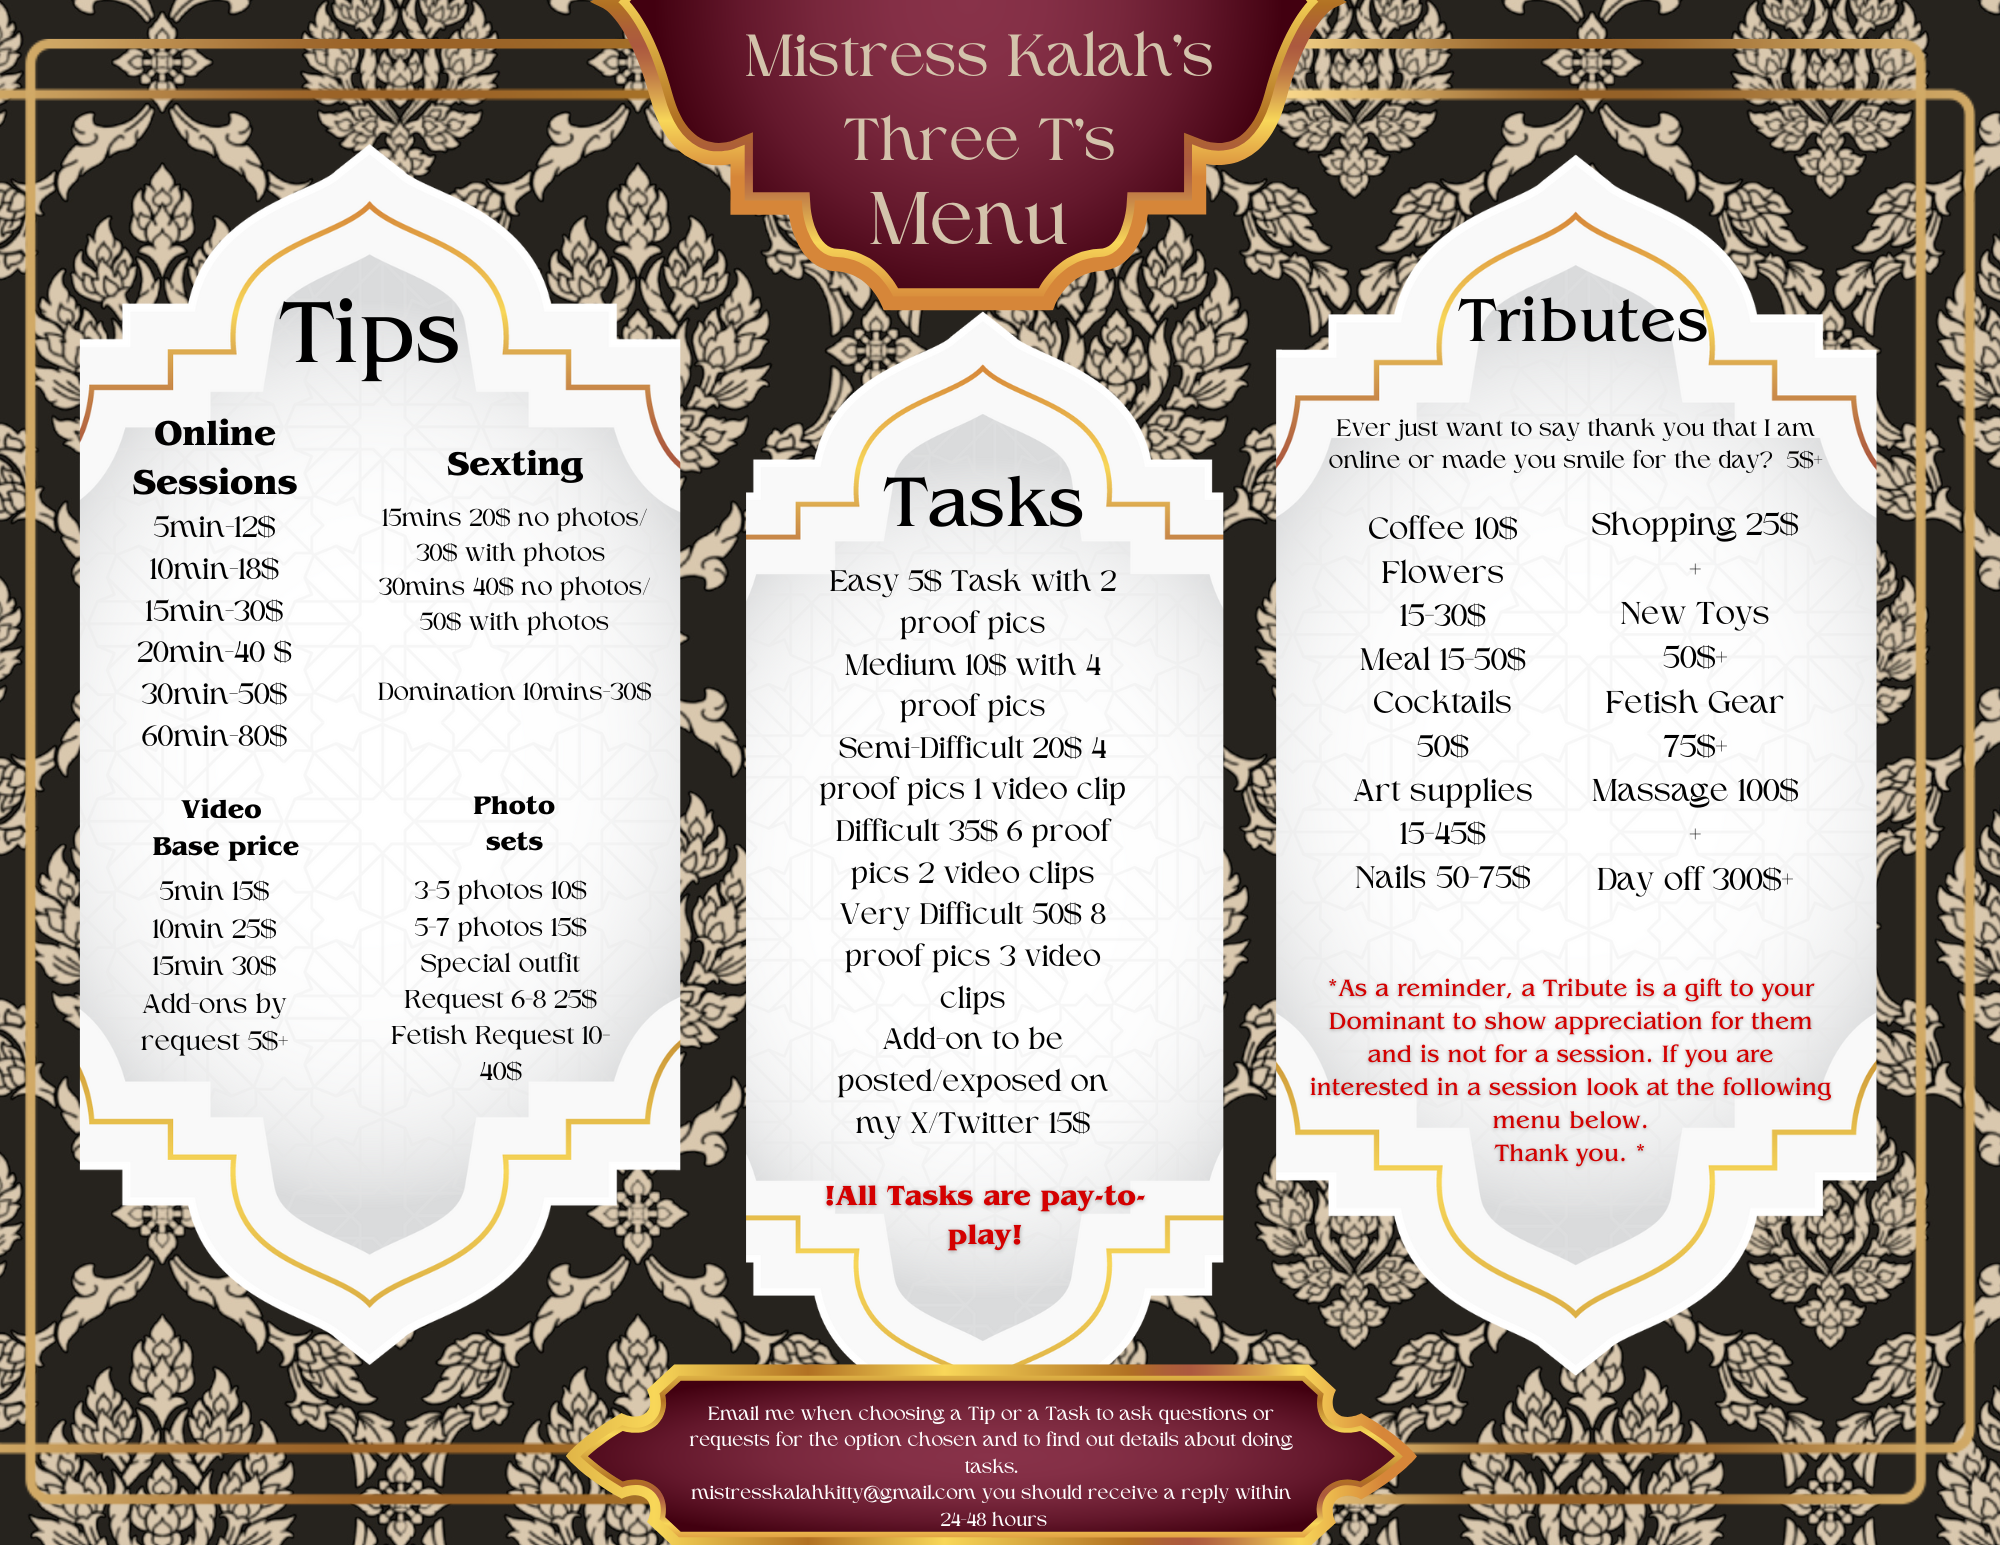 Mistress Kalah's
Three T's
Menu
Tips
Online
Sessions
5min-12$
10min-18$
15min-30$
20min-40 $
30min-50$
60min-80$
Sexting
15mins 20$ no photos/
30$ with photos
30mins 40$ no photos/
50$ with photos
Domination 10mins-30$
Video
Base price
5min 15$
10min 25$
15min 30$
Add-ons by
request 5$+
Photo
sets
3-5 photos 10$
5-7 photos 15$
Special outfit
Request 6-8 25$
Fetish Request 10-
40$
Tasks
Easy 5$ Task with 2
proof pics
Medium 10$ with 4
proof pics
Semi-Difficult 20$ 4
proof pics 1 video clip
Difficult 35$ 6 proof
pics 2 video clips
Very Difficult 50$ 8
proof pics 3 video
clips
Add-on to be
posted/exposed on
my X/Twitter 15$
!All Tasks are pay-to-
play!
Tributes
Ever just want to say thank you that I am
online or made you smile for the day?  5$+
Coffee 10$
Flowers
15-30$
Meal 15-50$
Cocktails
50$
Art supplies
15-45$
Nails 50-75$
Shopping 25$
+
New Toys
50$+
Fetish Gear
75$+
Massage 100$
+
Day off 300$+
*As a reminder, a Tribute is a gift to your
Dominant to show appreciation for them
and is not for a session. If you are
interested in a session look at the following
menu below.
Thank you. *
Email me when choosing a Tip or a Task to ask questions or
requests for the option chosen and to find out details about doing
tasks.
mistresskalahkitty@gmail.com you should receive a reply within
24-48 hours